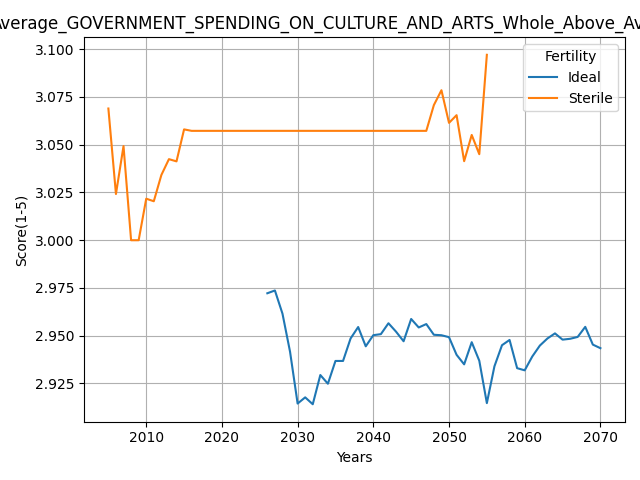 Average_GOVERNMENT_SPENDING_ON_CULTURE_AND_ARTS_Whole_Above_Av
3.100
3.075
3.050
3.025
3.000
2.975
2.950
2.925
Score(1-5)
Fertility
Ideal
Sterile
2010 2020 2030 2040 2050 2060 2070
Years